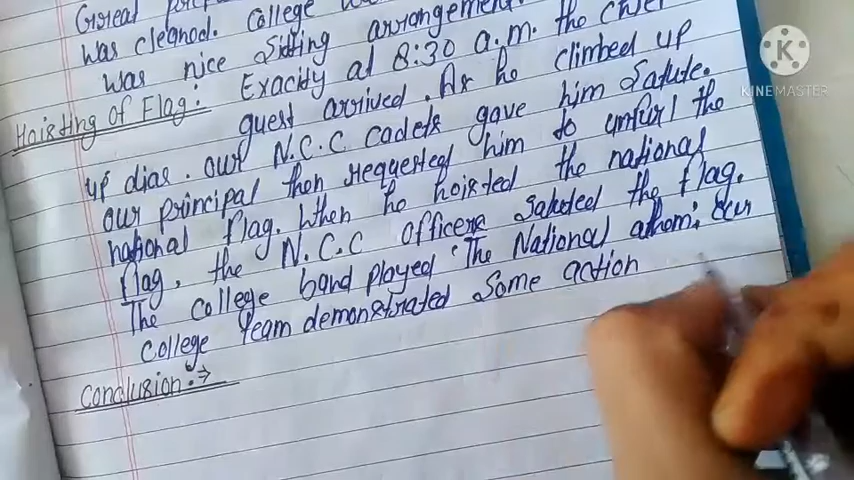 Great
was cleaned. College
was nice Sitting arrangement
Hoisting of Flag: Exactly at 8:30 a.m. the chief
guest arrived. As he climbed up
up dias. our N.C.C cadets gave him Salute.
our principal then requested him to unfurl the
national flag. When he hoisted the national
flag, the N.C.C officers saluted the flag.
The college band played 'The National athem'. Our
college team demonstrated Some action
Conclusion :→
K
KINEMASTER